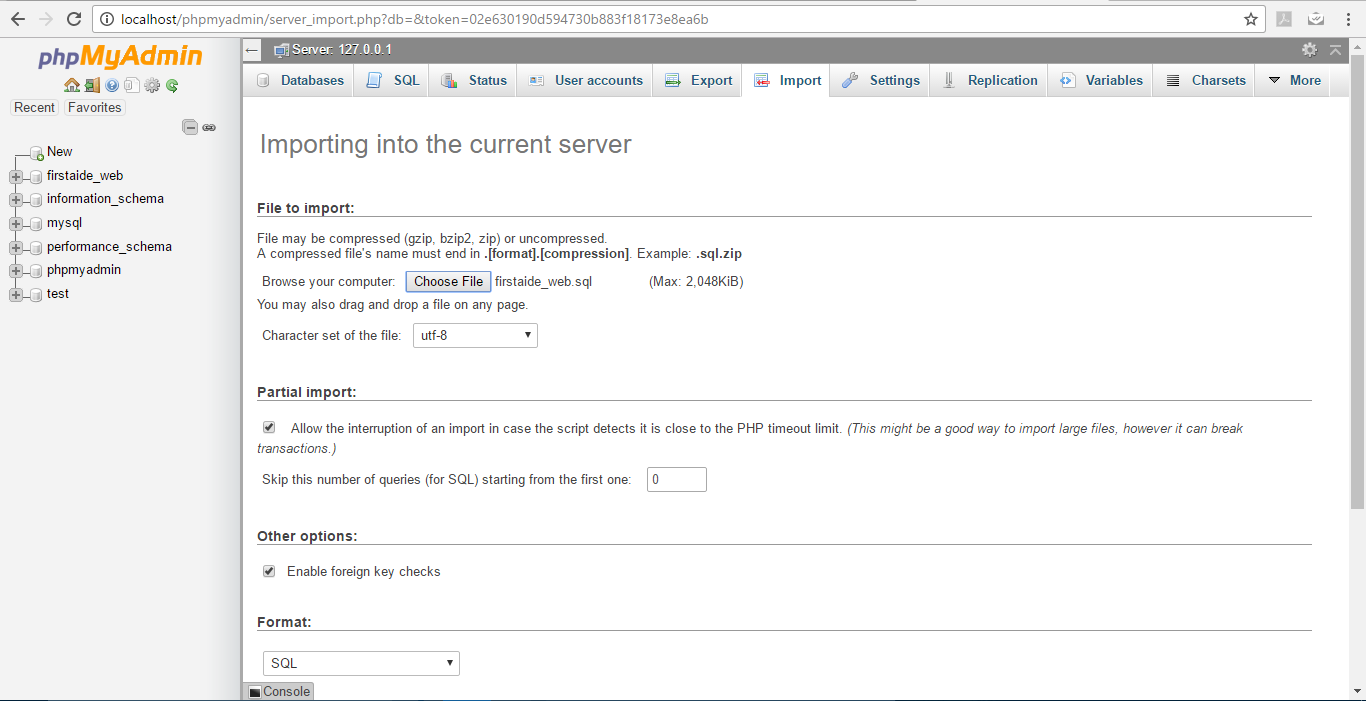 localhost/phpmyadmin/server_import.php?db=&token=02e630190d594730b883f18173e8ea6b
phpMyAdmin
Recent Favorites
New
firstaide_web
information_schema
mysql
performance_schema
phpmyadmin
test
Server: 127.0.0.1
Databases SQL Status User accounts Export Import Settings Replication Variables Charsets More
Importing into the current server
File to import:
File may be compressed (gzip, bzip2, zip) or uncompressed.
A compressed file's name must end in .[format].[compression]. Example: .sql.zip
Browse your computer: Choose File firstaide_web.sql (Max: 2,048KiB)
You may also drag and drop a file on any page.
Character set of the file: utf-8
Partial import:
Allow the interruption of an import in case the script detects it is close to the PHP timeout limit. (This might be a good way to import large files, however it can break
transactions.)
Skip this number of queries (for SQL) starting from the first one: 0
Other options:
Enable foreign key checks
Format:
SQL
Console